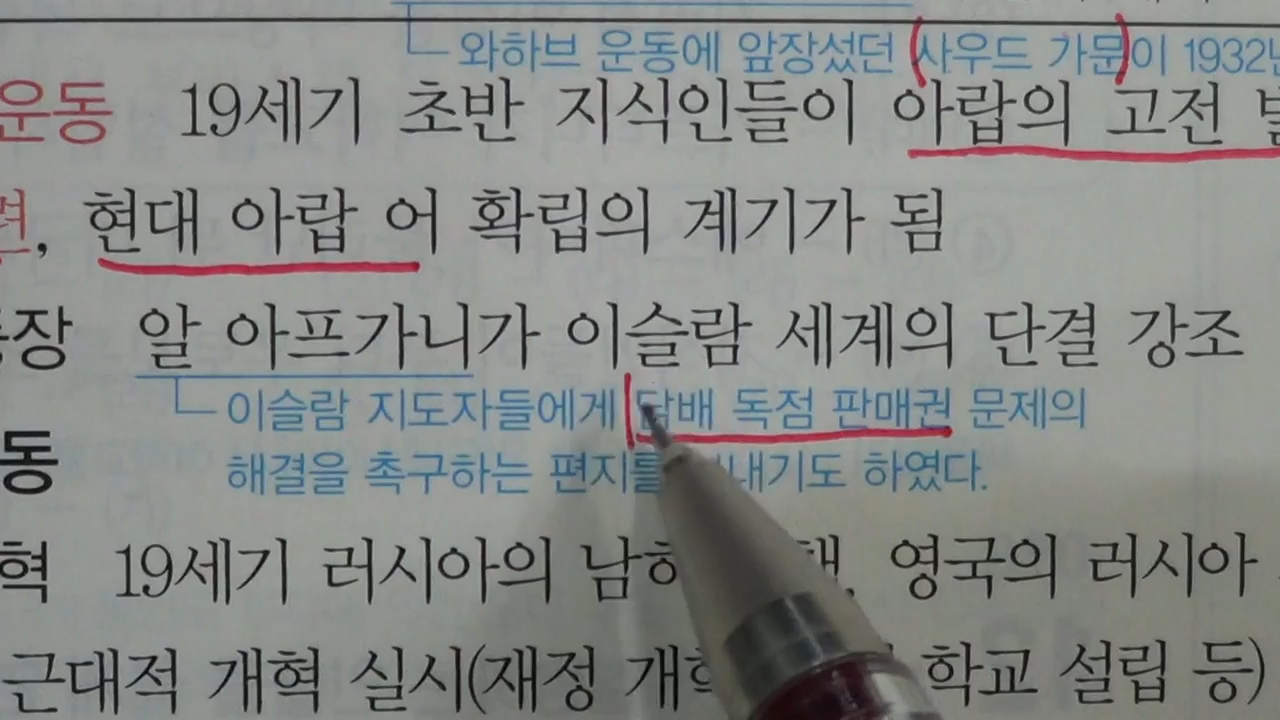 와하브 운동에 앞장섰던 사우드 가문이 1932년
운동 19세기 초반 지식인들이 아랍의 고전
현대 아랍 어 확립의 계기가 됨
장 알 아프가니가 이슬람 세계의 단결 강조
이슬람 지도자들에게 담배 독점 판매권 문제의
동 해결을 촉구하는 편지를 내기도 하였다.
혁 19세기 러시아의 영국의 러시아
근대적 개혁 실시(재정 학교 설립 등)